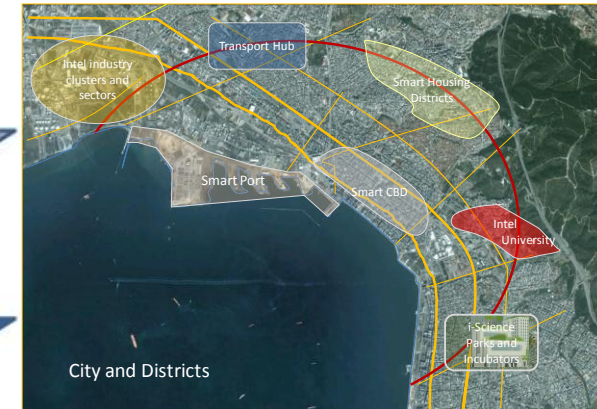 Transport Hub
Intel industry
clusters and
sectors
Smart Housing
Districts
Smart Port
Smart CBD
Intel
University
i-Science
Parks and
Incubators
City and Districts